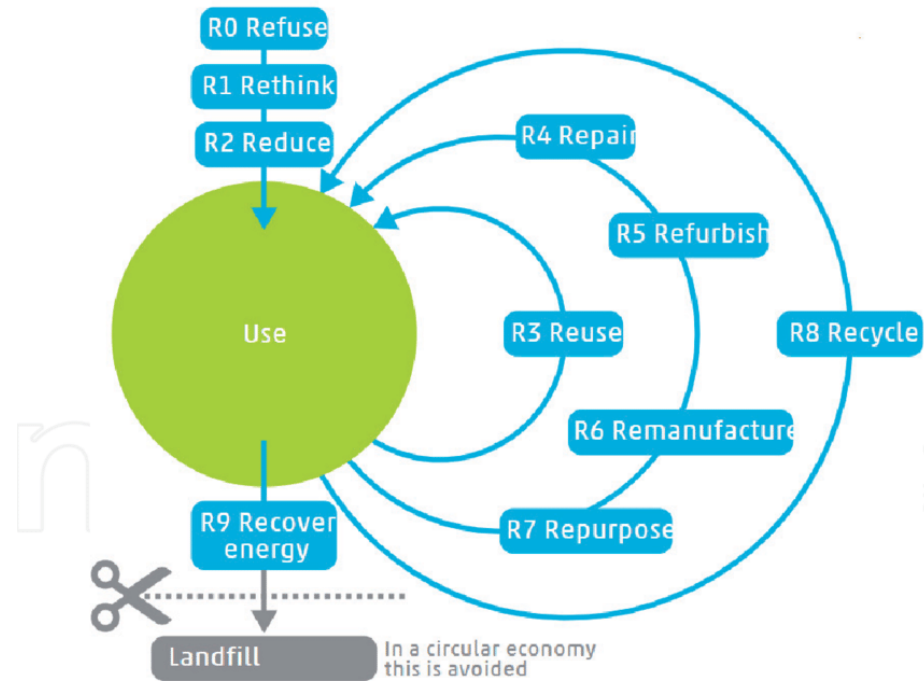 R0 Refuse
R1 Rethink
R2 Reduce
R4 Repair
R5 Refurbish
Use
R3 Reuse
R8 Recycle
R6 Remanufacture
R7 Repurpose
R9 Recover
energy
Landfill
In a circular economy
this is avoided